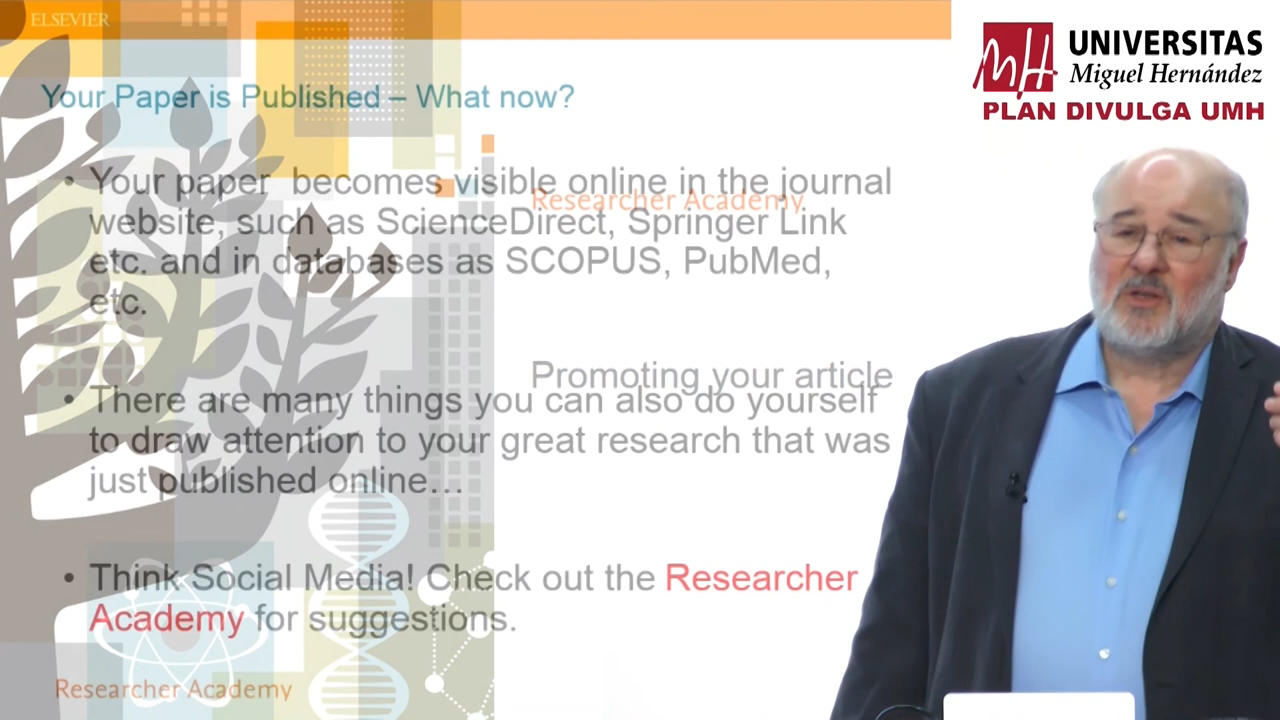 ELSEVIER
UNIVERSITAS
Miguel Hernández
PLAN DIVULGA UMH
Your Paper is Published – What now?
• Your paper becomes visible online in the journal
website, such as ScienceDirect, Springer Link
etc. and in databases as SCOPUS, PubMed,
etc.
Researcher Academy
Promoting your article
• There are many things you can also do yourself
to draw attention to your great research that was
just published online…
• Think Social Media! Check out the Researcher
Academy for suggestions.
Researcher Academy